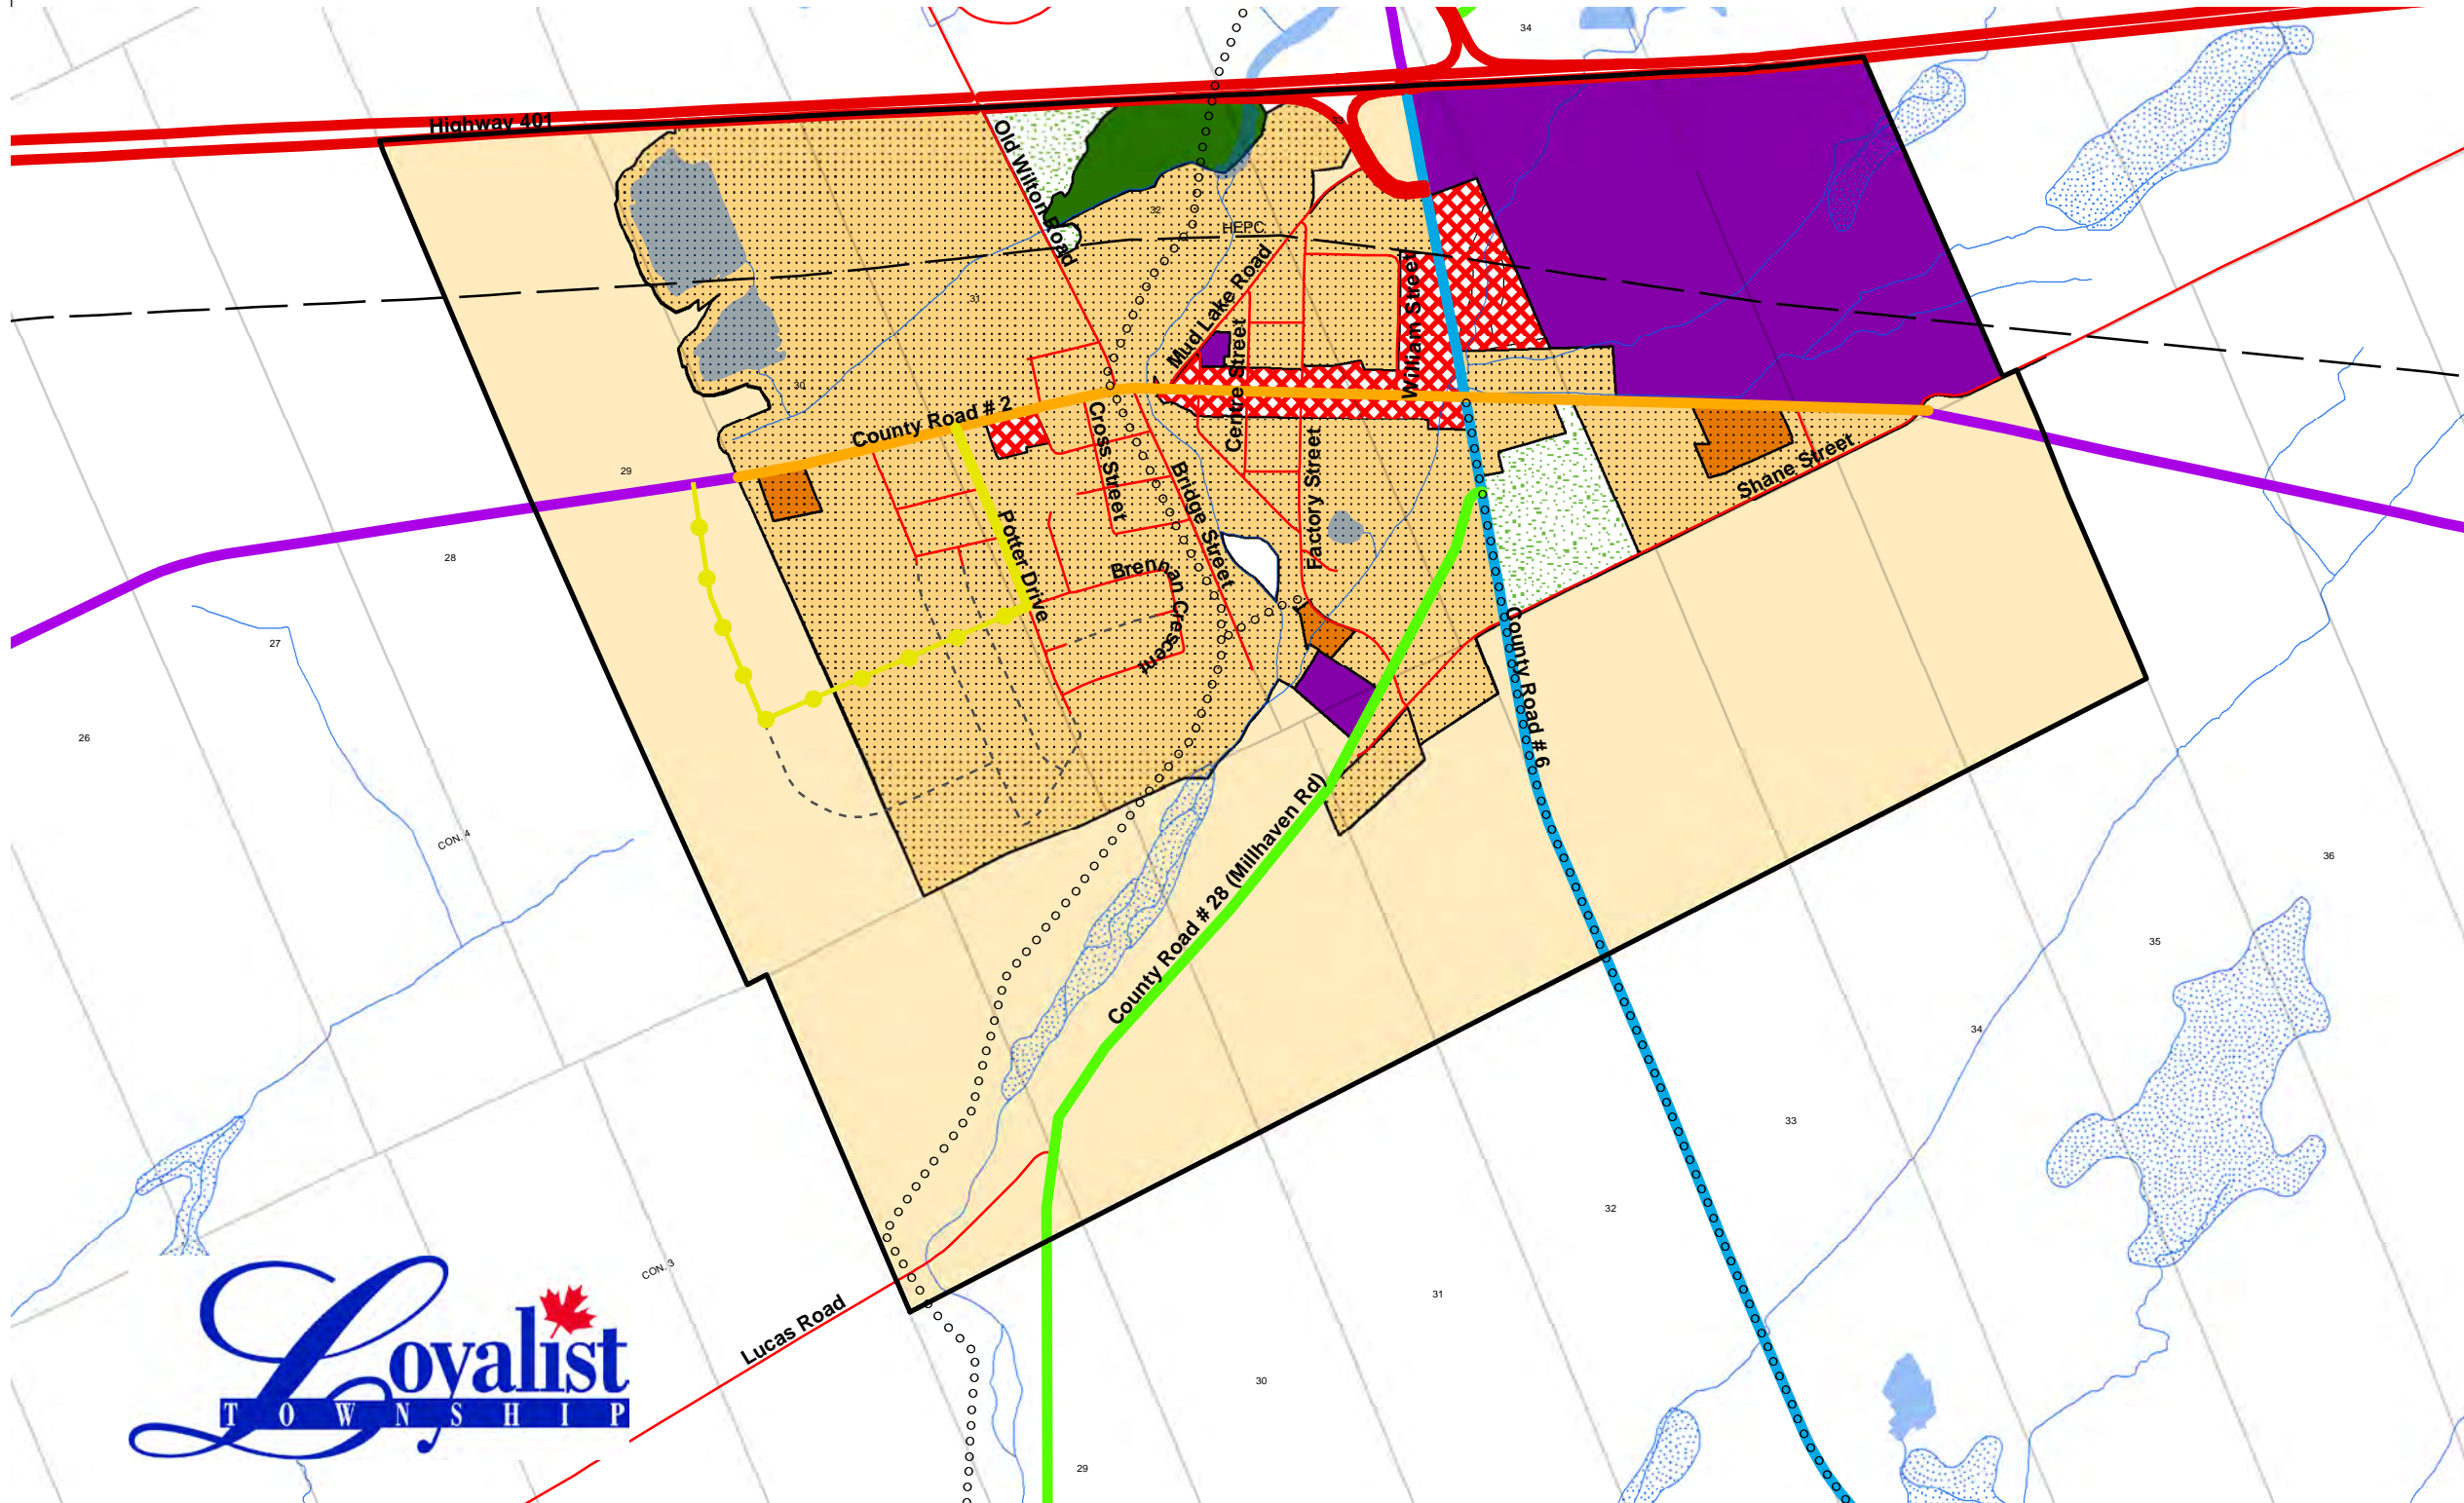 34
Highway 401
33
Old Wilton Road
32
HEPC
31
Mud Lake Road
William Street
Centre Street
30
County Road # 2
Cross Street
29
Bridge Street
Factory Street
Shane Street
28
Potter Drive
Brennan Crescent
27
County Road # 6
26
CON. 4
County Road # 28 (Millhaven Rd)
36
35
34
33
32
CON. 3
31
Lucas Road
30
29
Loyalist
TOWNSHIP